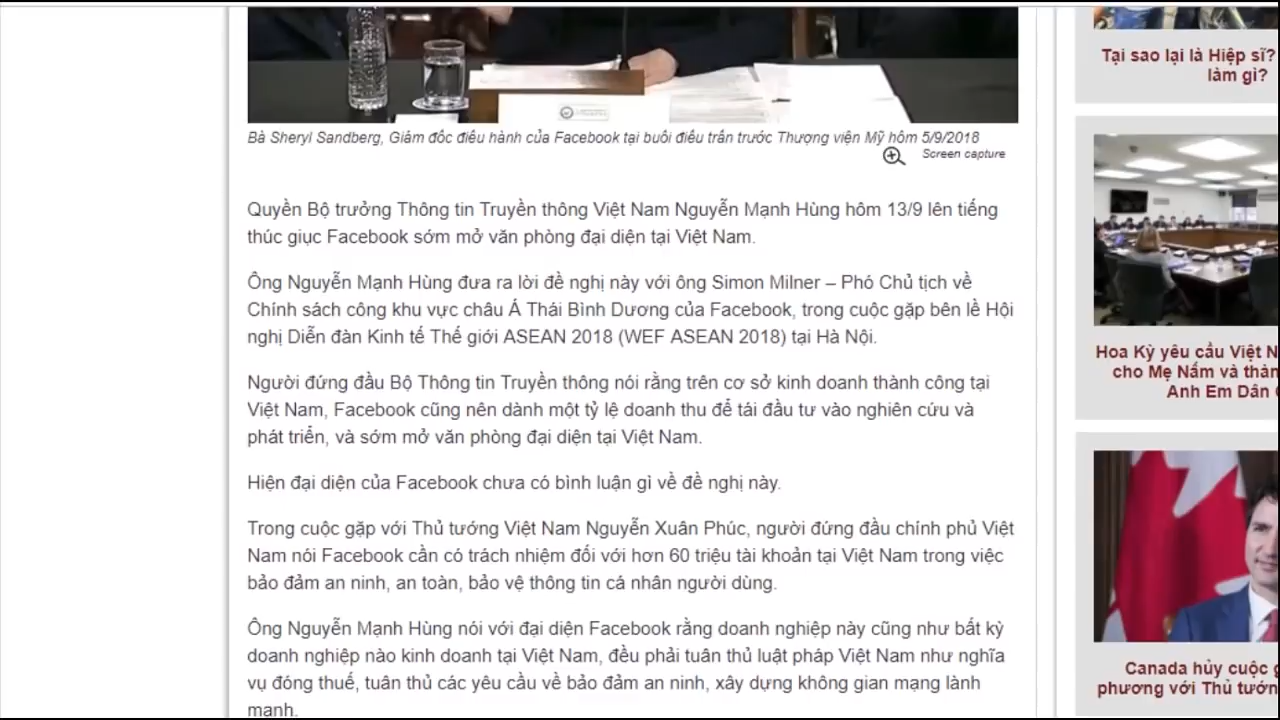 Bà Sheryl Sandberg, Giám đốc điều hành của Facebook tại buổi điều trần trước Thượng viện Mỹ hôm 5/9/2018
Screen capture
Quyền Bộ trưởng Thông tin Truyền thông Việt Nam Nguyễn Mạnh Hùng hôm 13/9 lên tiếng
thúc giục Facebook sớm mở văn phòng đại diện tại Việt Nam.
Ông Nguyễn Mạnh Hùng đưa ra lời đề nghị này với ông Simon Milner – Phó Chủ tịch về
Chính sách công khu vực châu Á Thái Bình Dương của Facebook, trong cuộc gặp bên lề Hội
nghị Diễn đàn Kinh tế Thế giới ASEAN 2018 (WEF ASEAN 2018) tại Hà Nội.
Người đứng đầu Bộ Thông tin Truyền thông nói rằng trên cơ sở kinh doanh thành công tại
Việt Nam, Facebook cũng nên dành một tỷ lệ doanh thu để tái đầu tư vào nghiên cứu và
phát triển, và sớm mở văn phòng đại diện tại Việt Nam.
Hiện đại diện của Facebook chưa có bình luận gì về đề nghị này.
Trong cuộc gặp với Thủ tướng Việt Nam Nguyễn Xuân Phúc, người đứng đầu chính phủ Việt
Nam nói Facebook cần có trách nhiệm đối với hơn 60 triệu tài khoản tại Việt Nam trong việc
bảo đảm an ninh, an toàn, bảo vệ thông tin cá nhân người dùng.
Ông Nguyễn Mạnh Hùng nói với đại diện Facebook rằng doanh nghiệp này cũng như bất kỳ
doanh nghiệp nào kinh doanh tại Việt Nam, đều phải tuân thủ luật pháp Việt Nam như nghĩa
vụ đóng thuế, tuân thủ các yêu cầu về bảo đảm an ninh, xây dựng không gian mạng lành
mạnh.
Tại sao lại là Hiệp sĩ?
làm gì?
Hoa Kỳ yêu cầu Việt N
cho Mẹ Nấm và thàn
Anh Em Dân
Canada hủy cuộc
phương với Thủ tướn